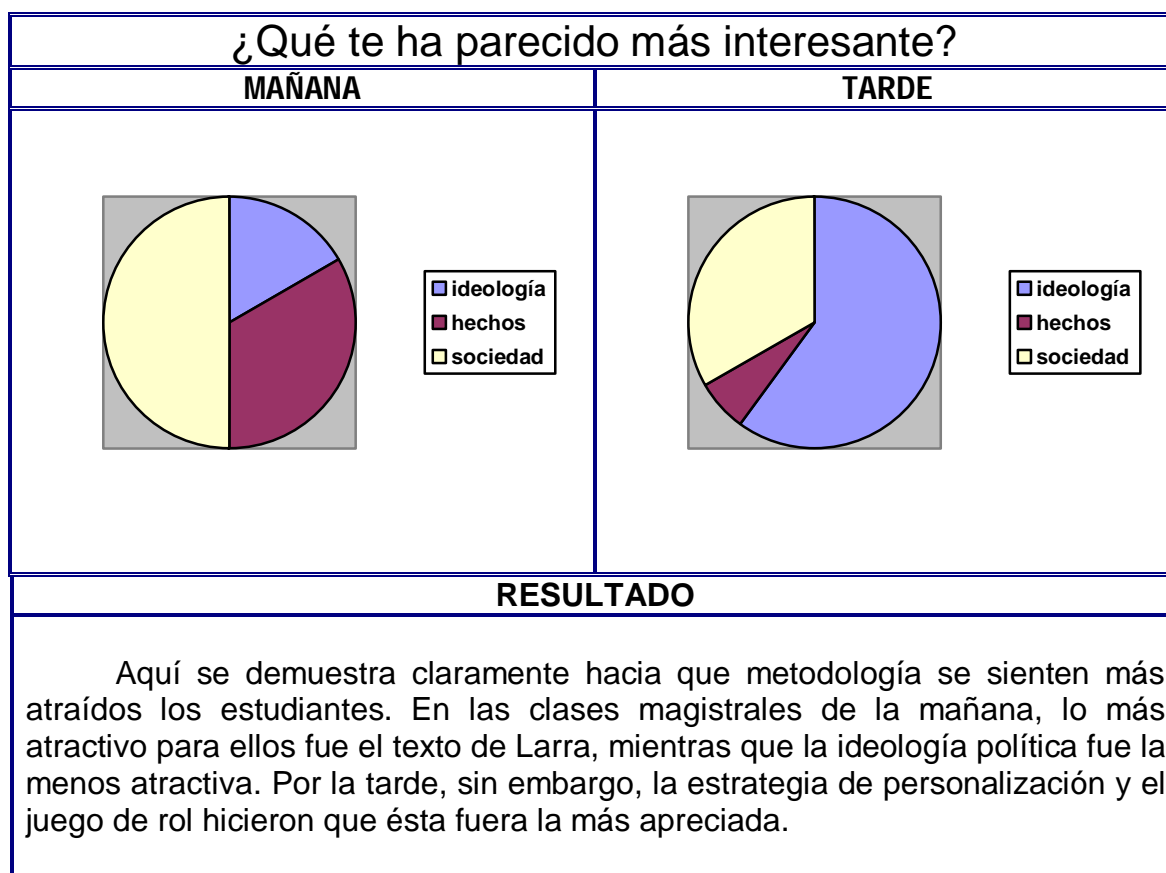 ¿Qué te ha parecido más interesante?
MAÑANA
TARDE
ideología
hechos
sociedad
ideología
hechos
sociedad
RESULTADO
Aquí se demuestra claramente hacia que metodología se sienten más
atraídos los estudiantes. En las clases magistrales de la mañana, lo más
atractivo para ellos fue el texto de Larra, mientras que la ideología política fue la
menos atractiva. Por la tarde, sin embargo, la estrategia de personalización y el
juego de rol hicieron que ésta fuera la más apreciada.